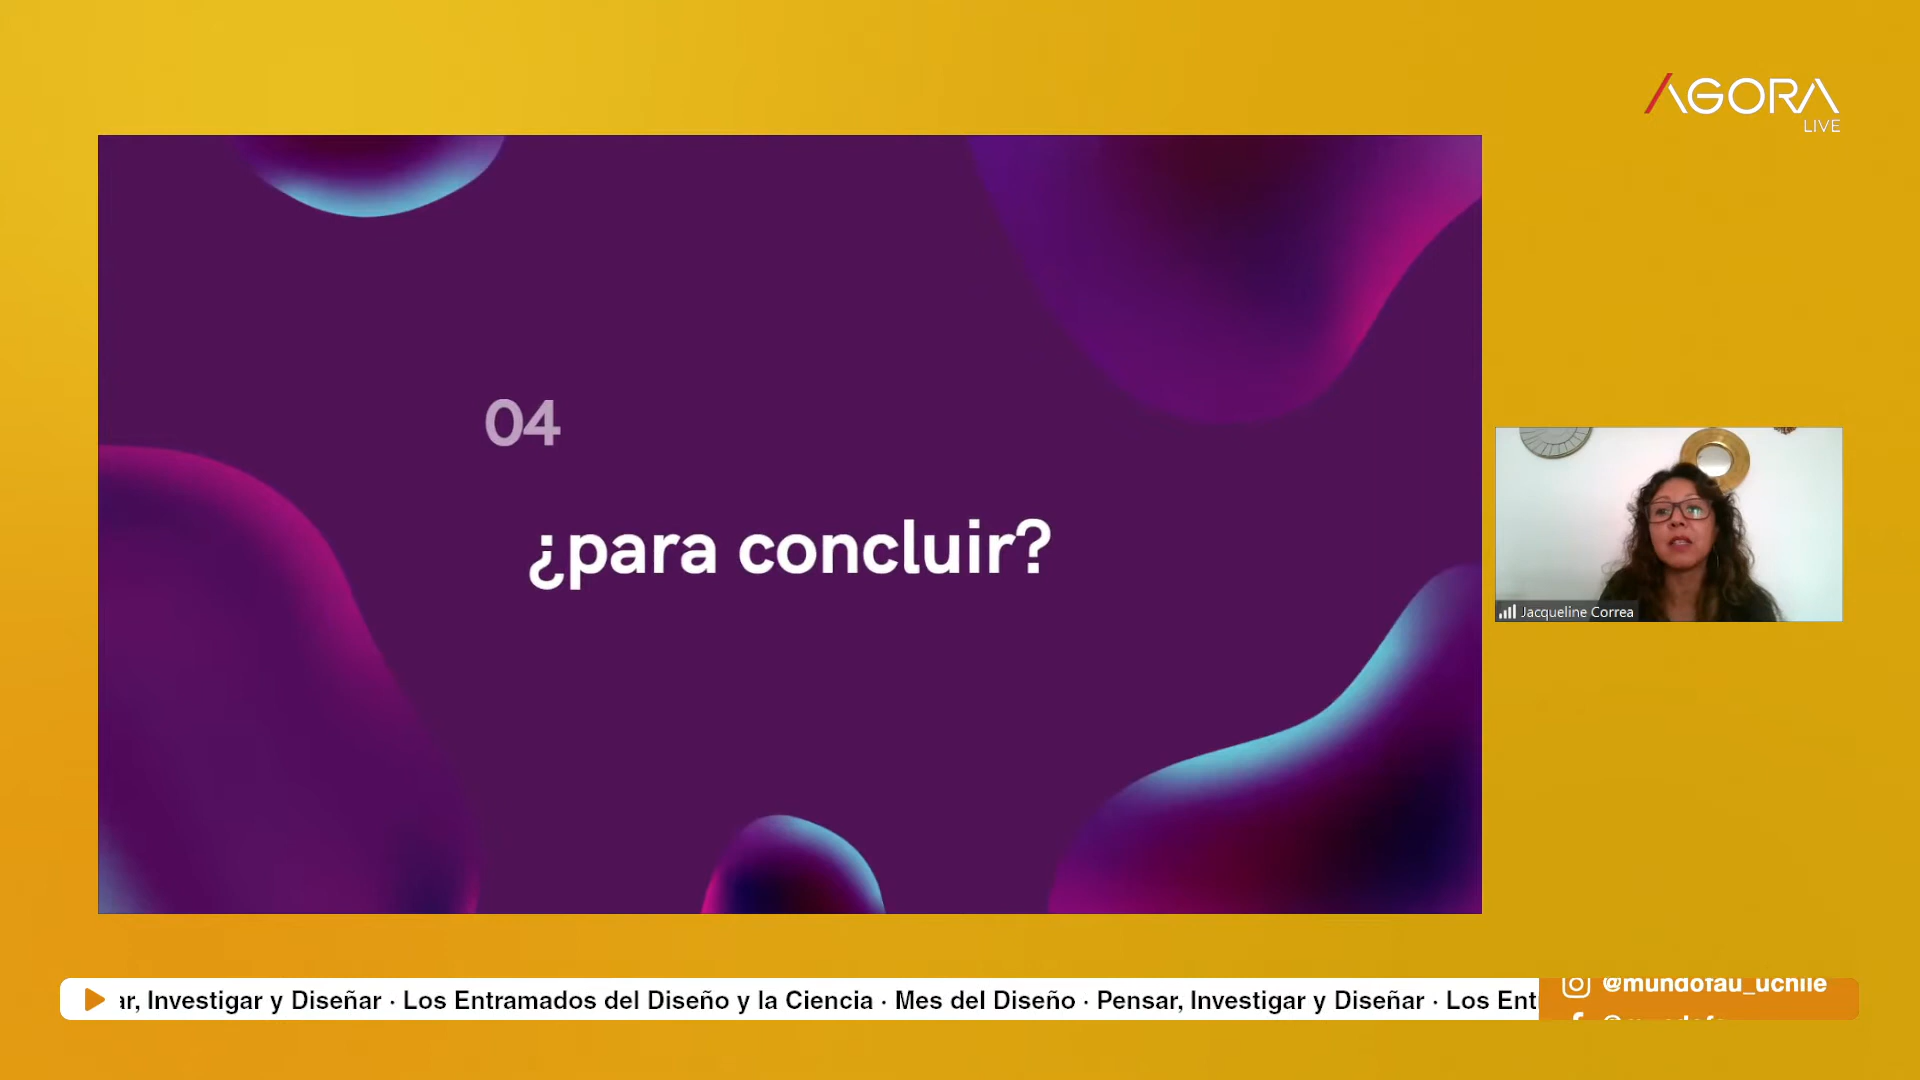 AGORA
LIVE
04
¿para concluir?
Jacqueline Correa
ar, Investigar y Diseñar · Los Entramados del Diseño y la Ciencia · Mes del Diseño · Pensar, Investigar y Diseñar · Los Ent
@mundofau_uchile